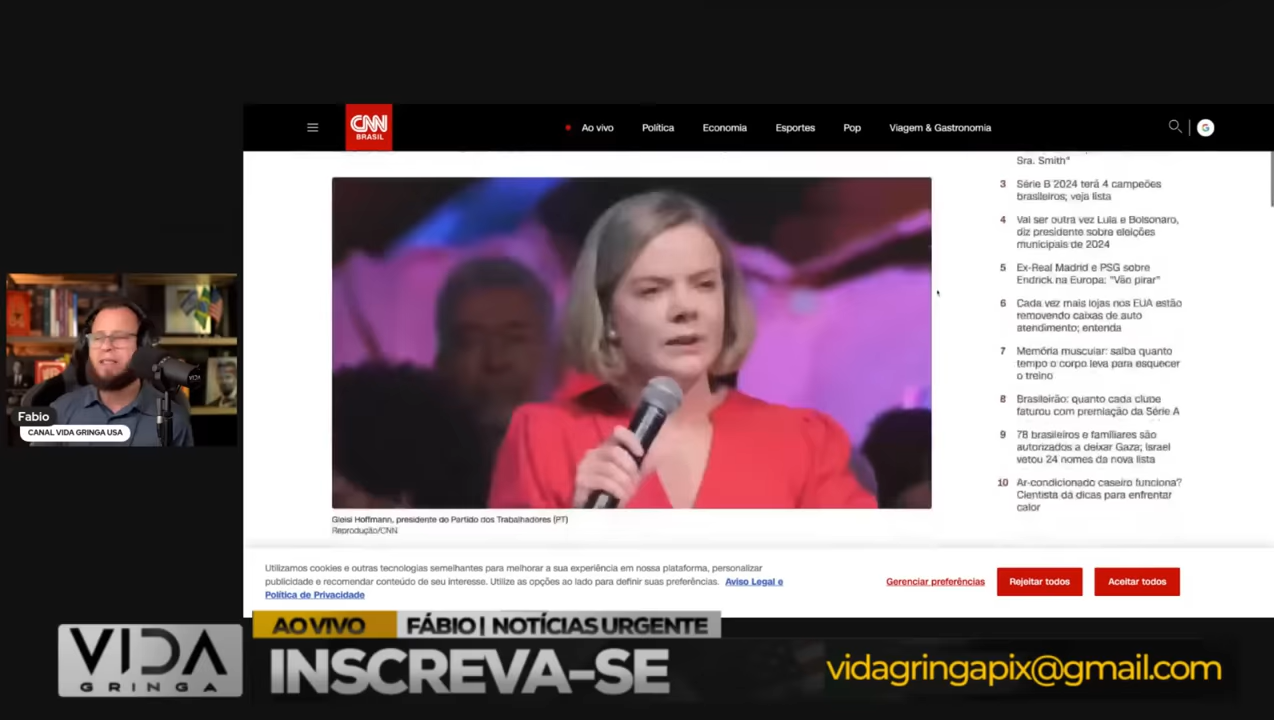 CNN
BRASIL
Ao vivo
Política
Economia
Esportes
Pop
Viagem & Gastronomia
Sra. Smith"
3 Série B 2024 terá 4 campeões
brasileiros; veja lista
4 Vai ser outra vez Lula e Bolsonaro,
diz presidente sobre eleições
municipais de 2024
5 Ex-Real Madrid e PSG sobre
Endrick na Europa: "Vão pirar"
6 Cada vez mais lojas nos EUA estão
removendo caixas de auto
atendimento; entenda
7 Memória muscular: saiba quanto
tempo o corpo leva para esquecer
o treino
8 Brasileirão: quanto cada clube
faturou com premiação da Série A
9 78 brasileiros e familiares são
autorizados a deixar Gaza; Israel
vetou 24 nomes da nova lista
10 Ar-condicionado caseiro funciona?
Cientista dá dicas para enfrentar
calor
Gleisi Hoffmann, presidente do Partido dos Trabalhadores (PT)
Reprodução/CNN
Fabio
CANAL VIDA GRINGA USA
Utilizamos cookies e outras tecnologias semelhantes para melhorar a sua experiência em nossa plataforma, personalizar
publicidade e recomendar conteúdo de seu interesse. Utilize as opções ao lado para definir suas preferências. Aviso Legal e
Política de Privacidade
Gerenciar preferências
Rejeitar todos
Aceitar todos
AO VIVO
FÁBIO | NOTÍCIAS URGENTE
VIDA
GRINGA
INSCREVA-SE
vidagringapix@gmail.com